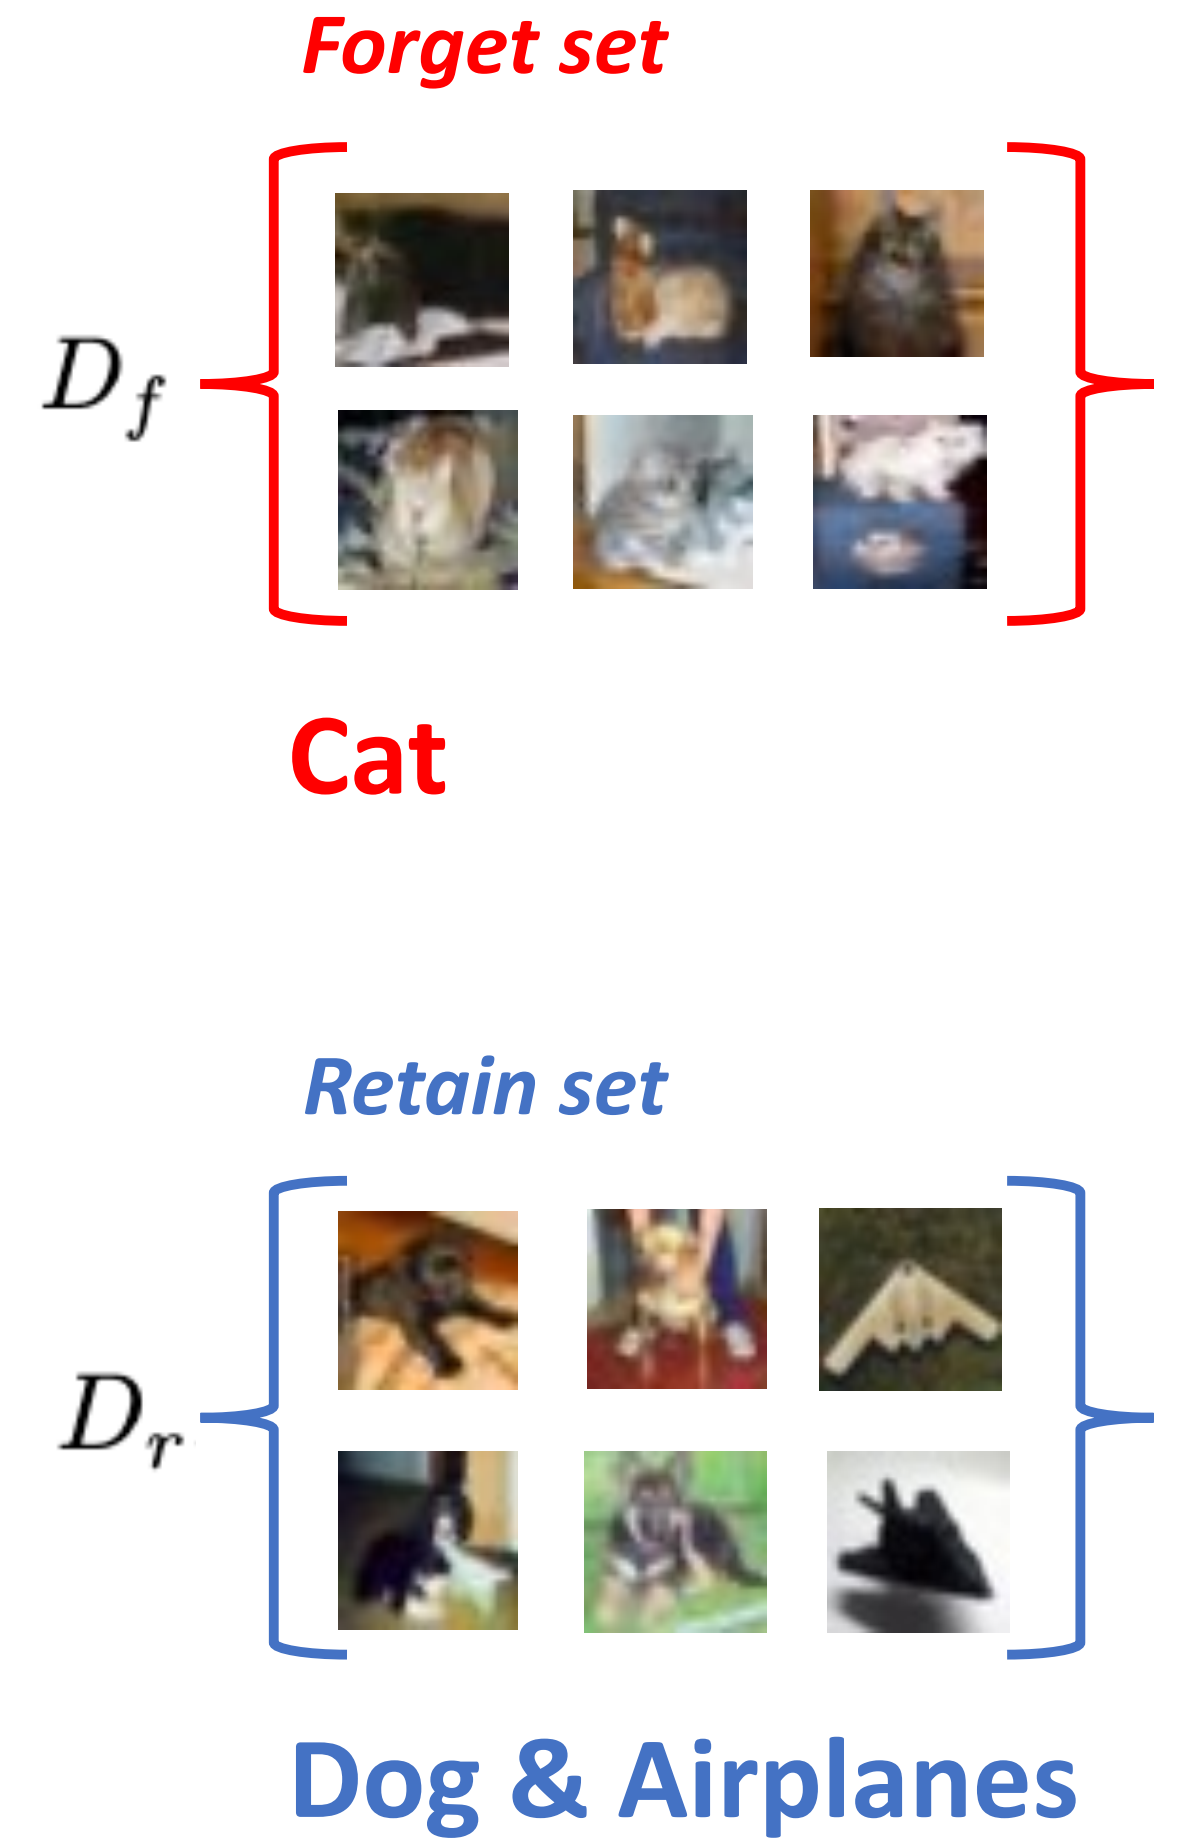 Forget set
D_f
Cat
Retain set
D_r
Dog & Airplanes